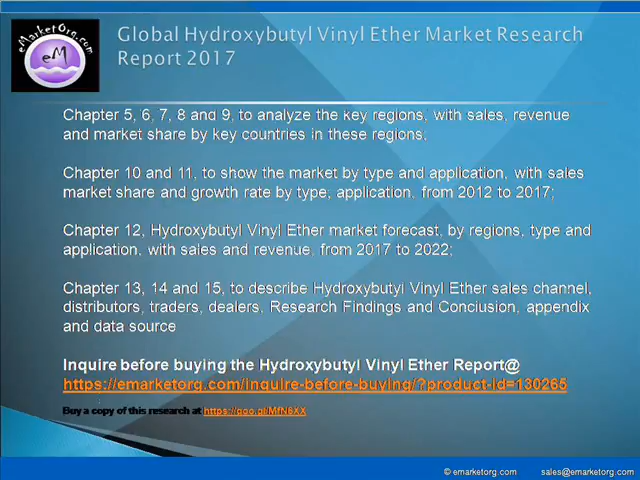 eMarketOrg.com
eM
Global Hydroxybutyl Vinyl Ether Market Research
Report 2017
Chapter 5, 6, 7, 8 and 9, to analyze the key regions, with sales, revenue
and market share by key countries in these regions;
Chapter 10 and 11, to show the market by type and application, with sales
market share and growth rate by type, application, from 2012 to 2017;
Chapter 12, Hydroxybutyl Vinyl Ether market forecast, by regions, type and
application, with sales and revenue, from 2017 to 2022;
Chapter 13, 14 and 15, to describe Hydroxybutyl Vinyl Ether sales channel,
distributors, traders, dealers, Research Findings and Conclusion, appendix
and data source
Inquire before buying the Hydroxybutyl Vinyl Ether Report@
https://emarketorg.com/inquire-before-buying/?product-id=130265
Buy a copy of this research at https://goo.gl/MfN6XX
© emarketorg.com sales@emarketorg.com